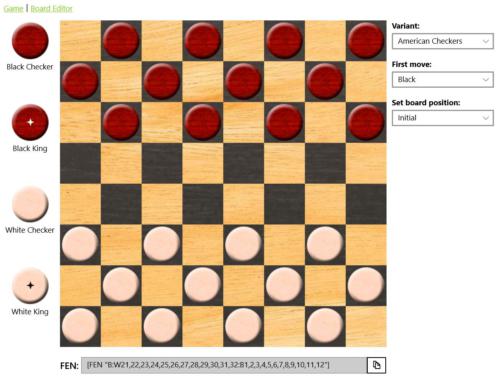 Game | Board Editor
Black Checker
Black King
White Checker
White King
Variant:
American Checkers
First move:
Black
Set board position:
Initial
FEN: [FEN "B:W21,22,23,24,25,26,27,28,29,30,31,32:B1,2,3,4,5,6,7,8,9,10,11,12"]